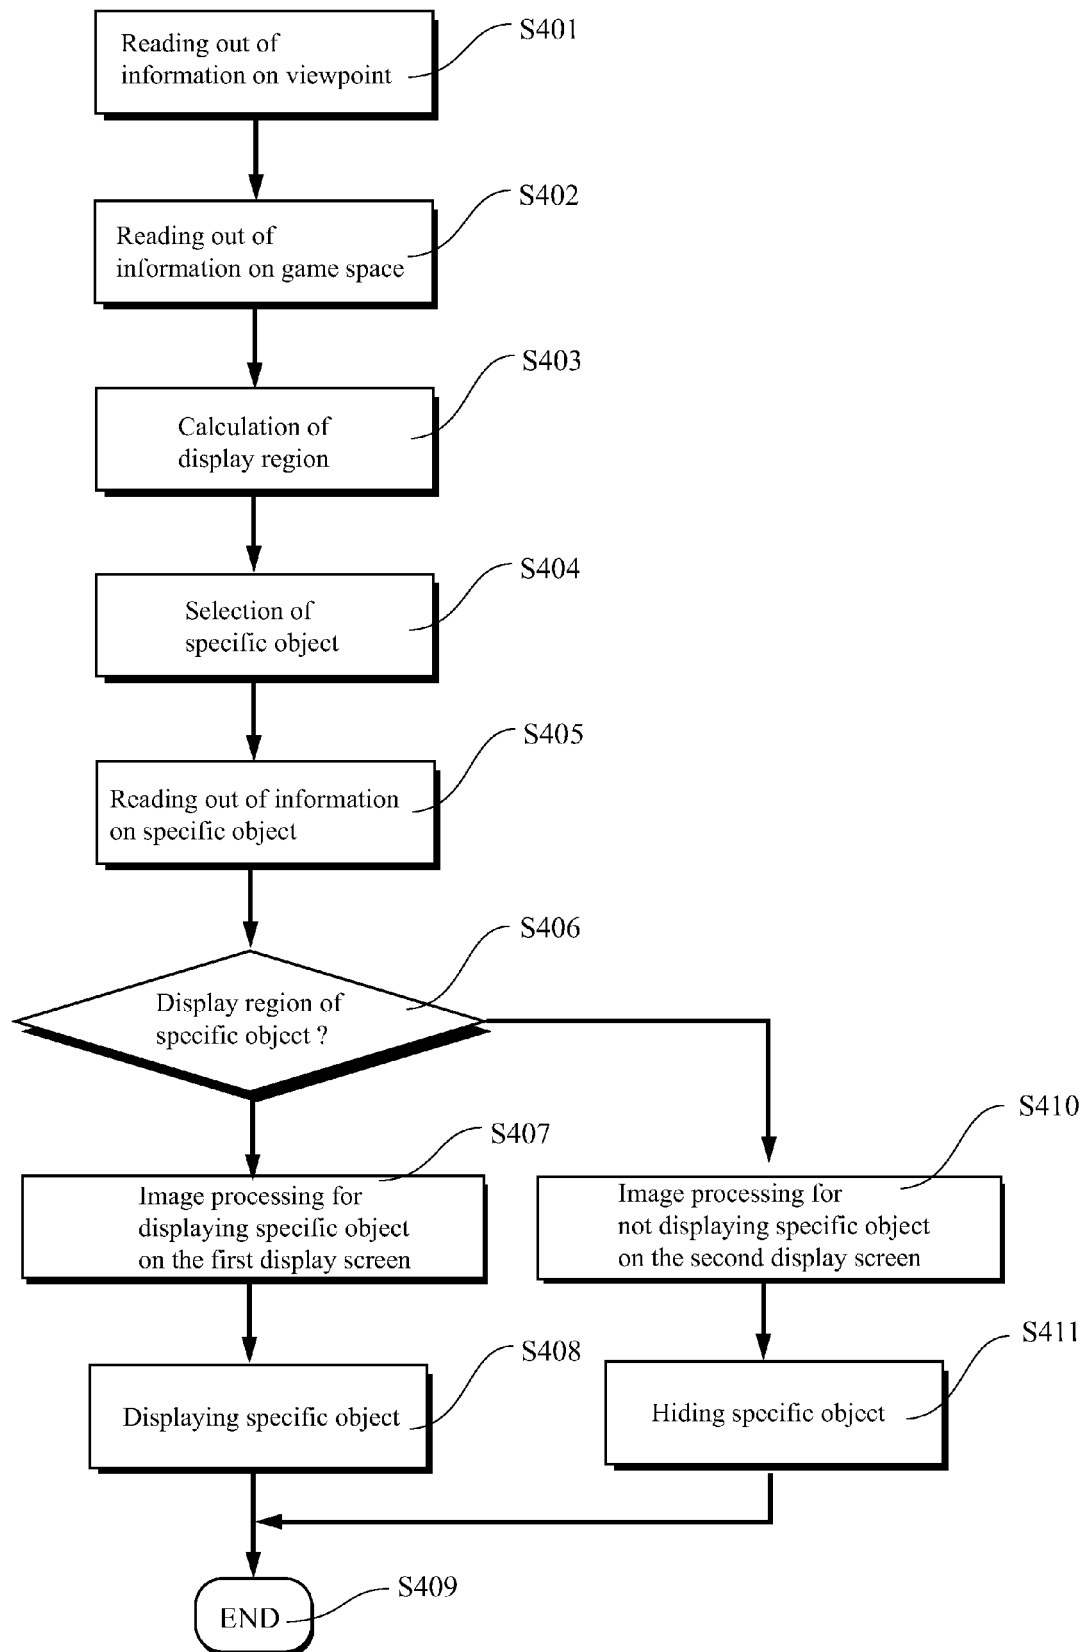 Reading out of
information on viewpoint
S401
Reading out of
information on game space
S402
Calculation of
display region
S403
Selection of
specific object
S404
Reading out of information
on specific object
S405
Display region of
specific object ?
S406
Image processing for
displaying specific object
on the first display screen
S407
Image processing for
not displaying specific object
on the second display screen
S410
Displaying specific object
S408
Hiding specific object
S411
END
S409